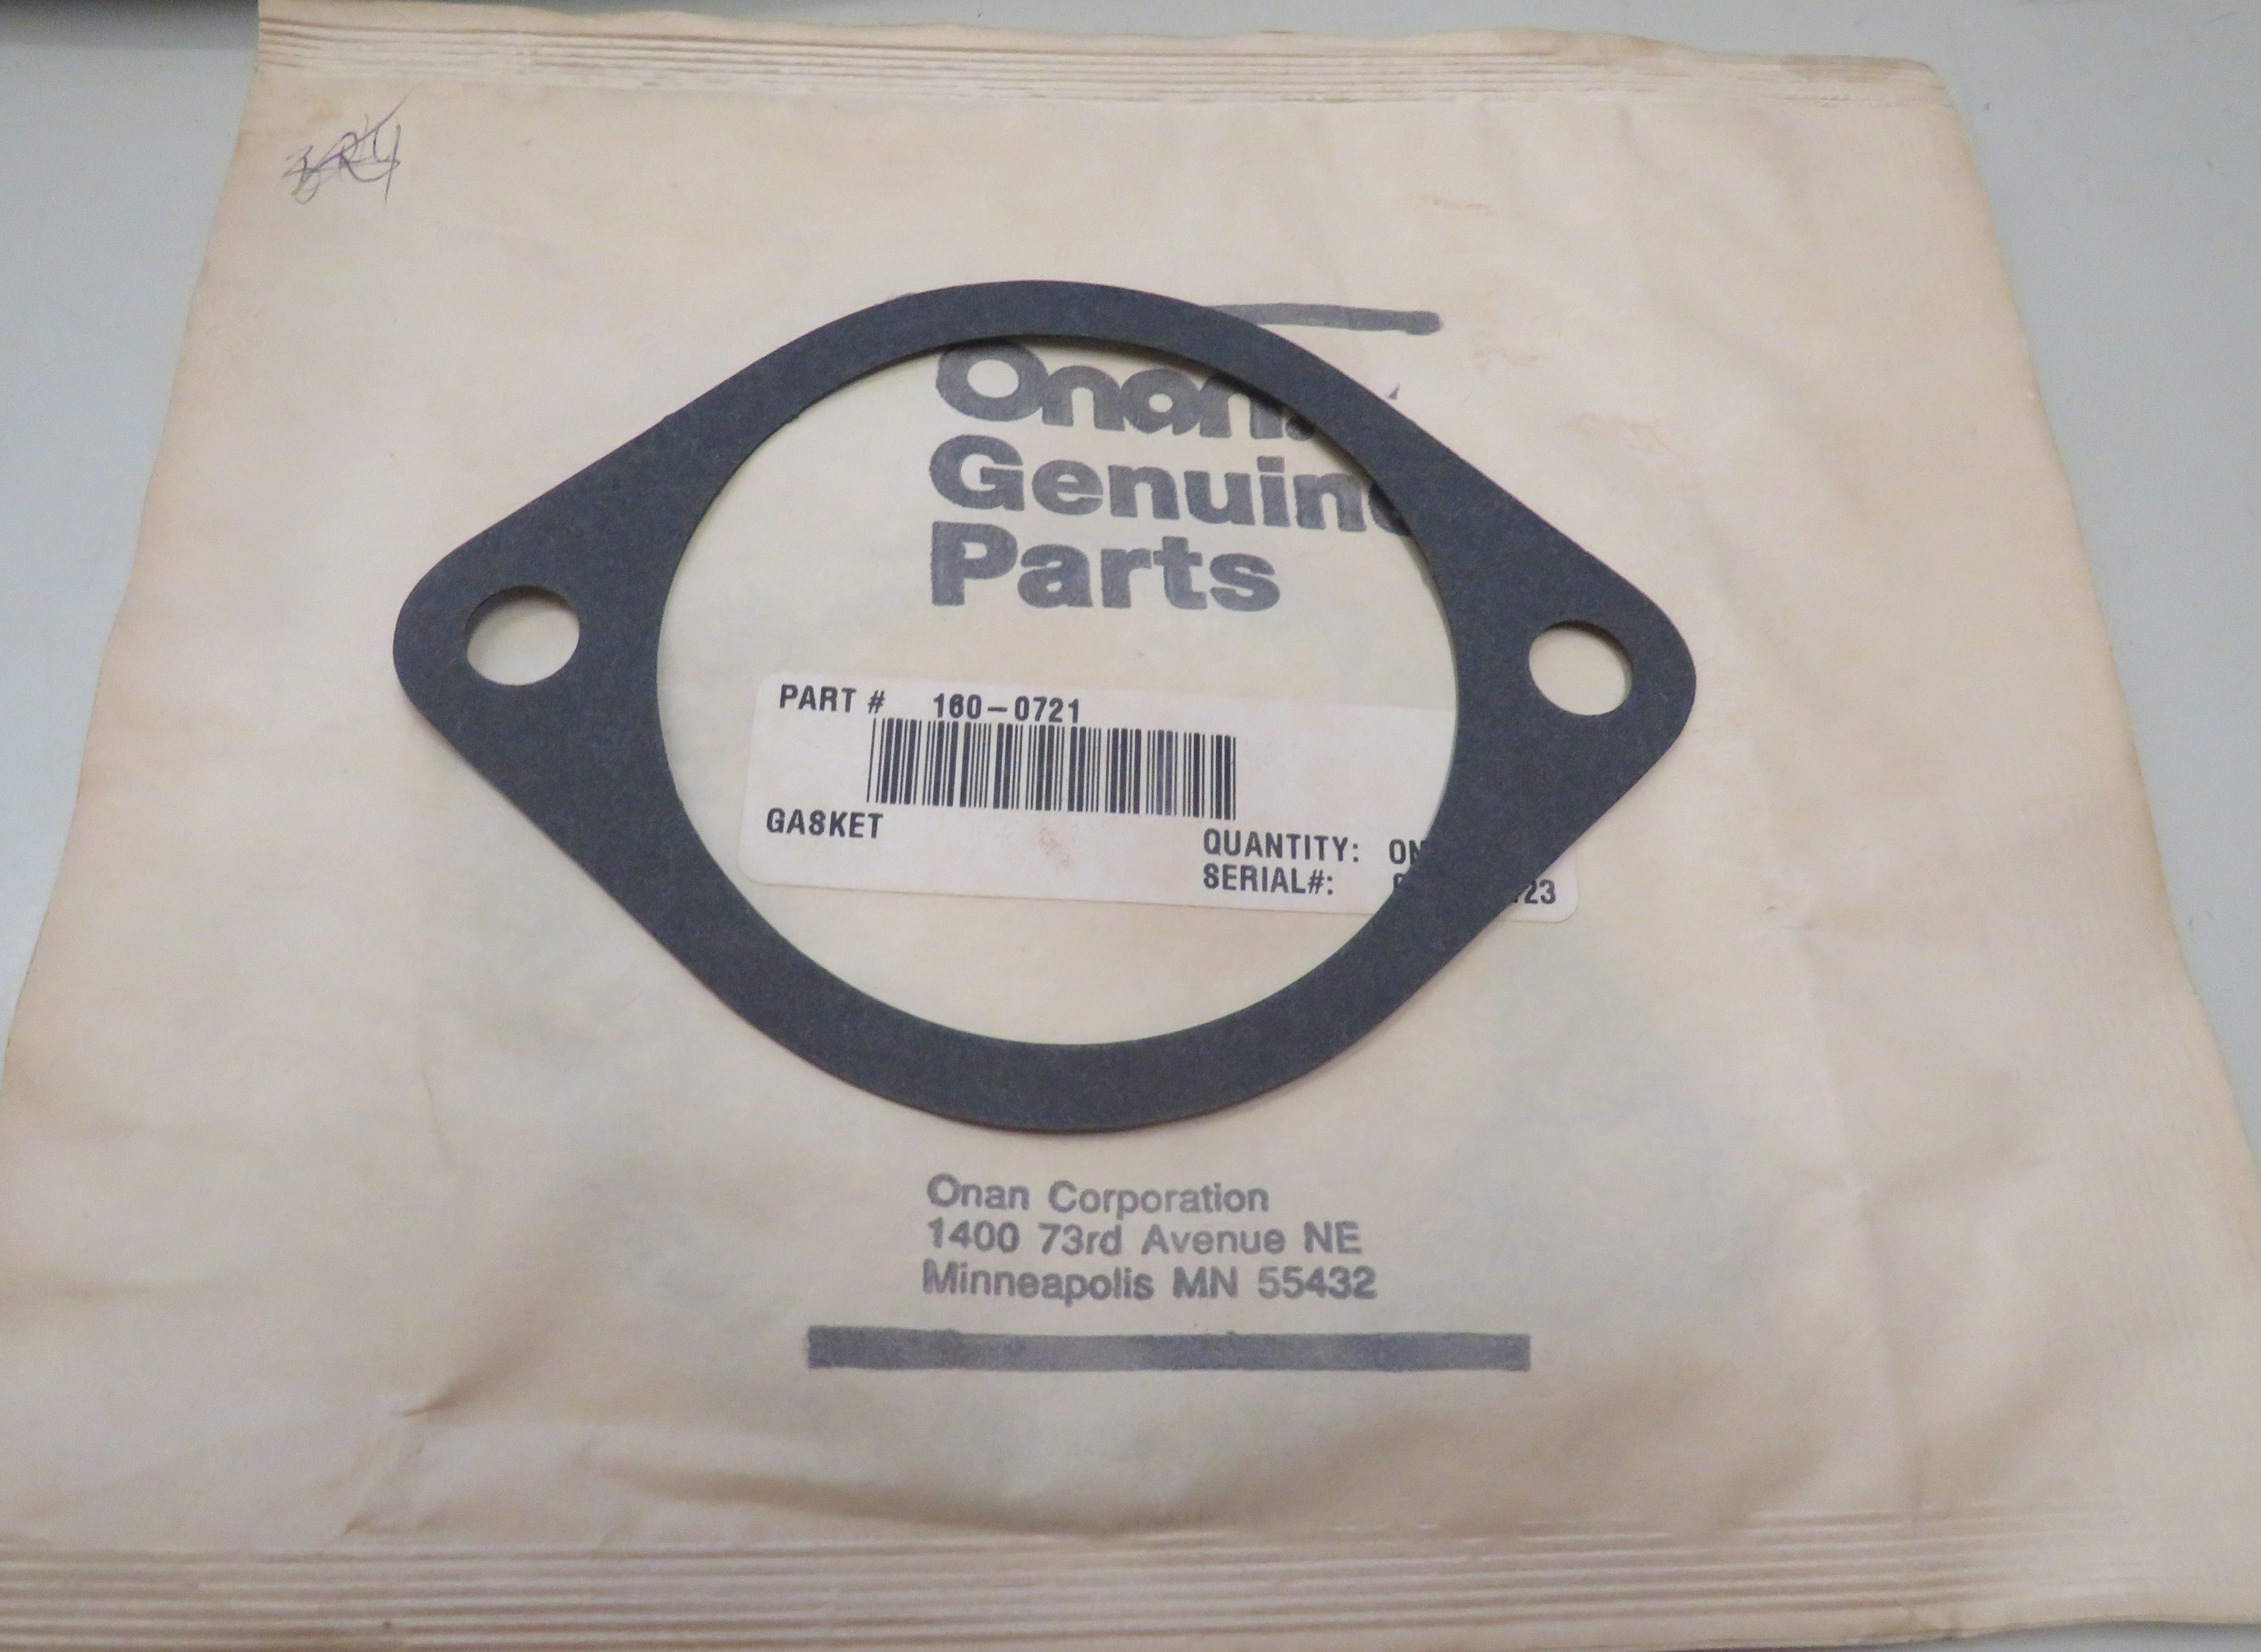 Onan
Genuine
Parts
PART # 160-0721
GASKET
QUANTITY:
SERIAL#:
Onan Corporation
1400 73rd Avenue NE
Minneapolis MN 55432